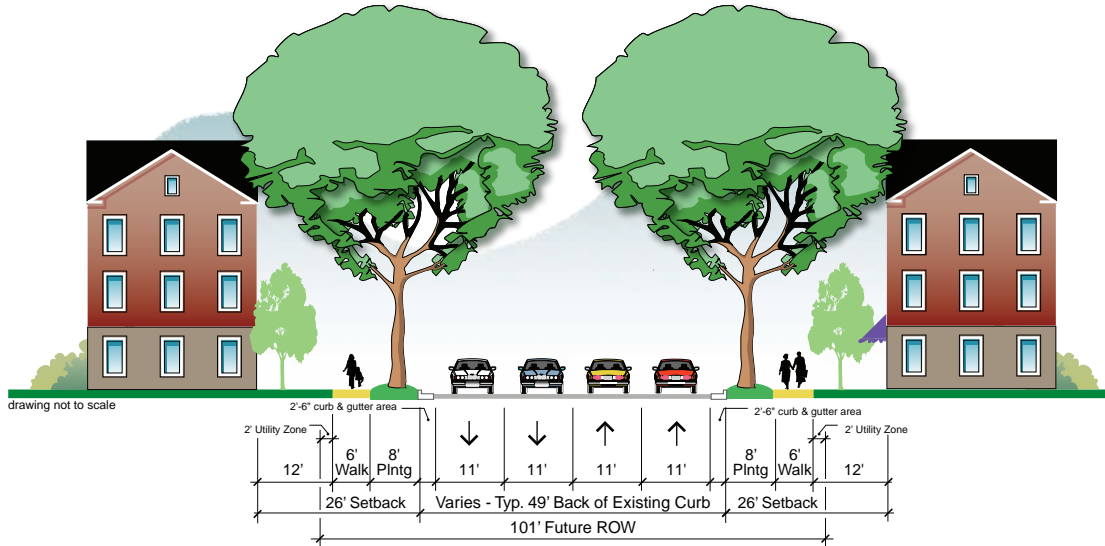 drawing not to scale
2'-6" curb & gutter area
2'-6" curb & gutter area
2' Utility Zone
2' Utility Zone
12'
6' Walk
8' Plntg
11'
11'
11'
11'
8' Plntg
6' Walk
12'
26' Setback
Varies - Typ. 49' Back of Existing Curb
26' Setback
101' Future ROW